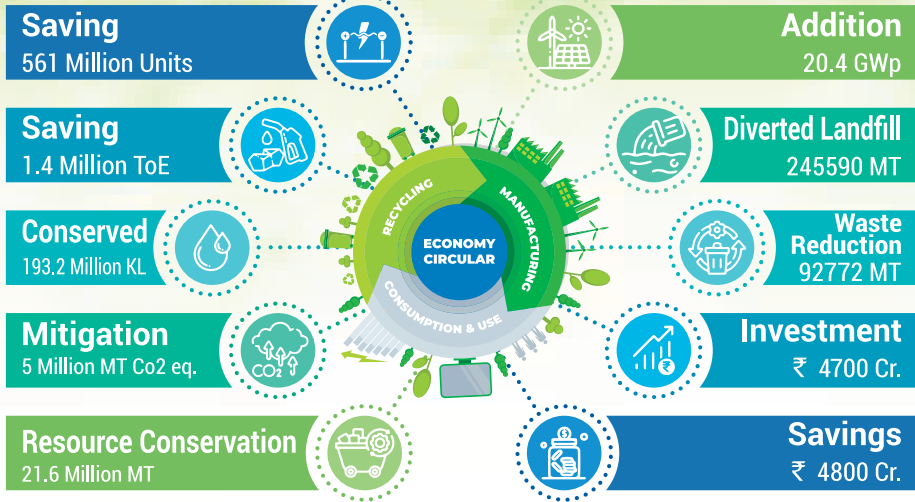 Saving
561 Million Units
Saving
1.4 Million ToE
Conserved
193.2 Million KL
Mitigation
5 Million MT Co2 eq.
CO2
Resource Conservation
21.6 Million MT
RECYCLING
MANUFACTURING
ECONOMY
CIRCULAR
CONSUMPTION & USE
Addition
20.4 GWp
Diverted Landfill
245590 MT
Waste
Reduction
92772 MT
Investment
₹ 4700 Cr.
₹
Savings
₹ 4800 Cr.
$